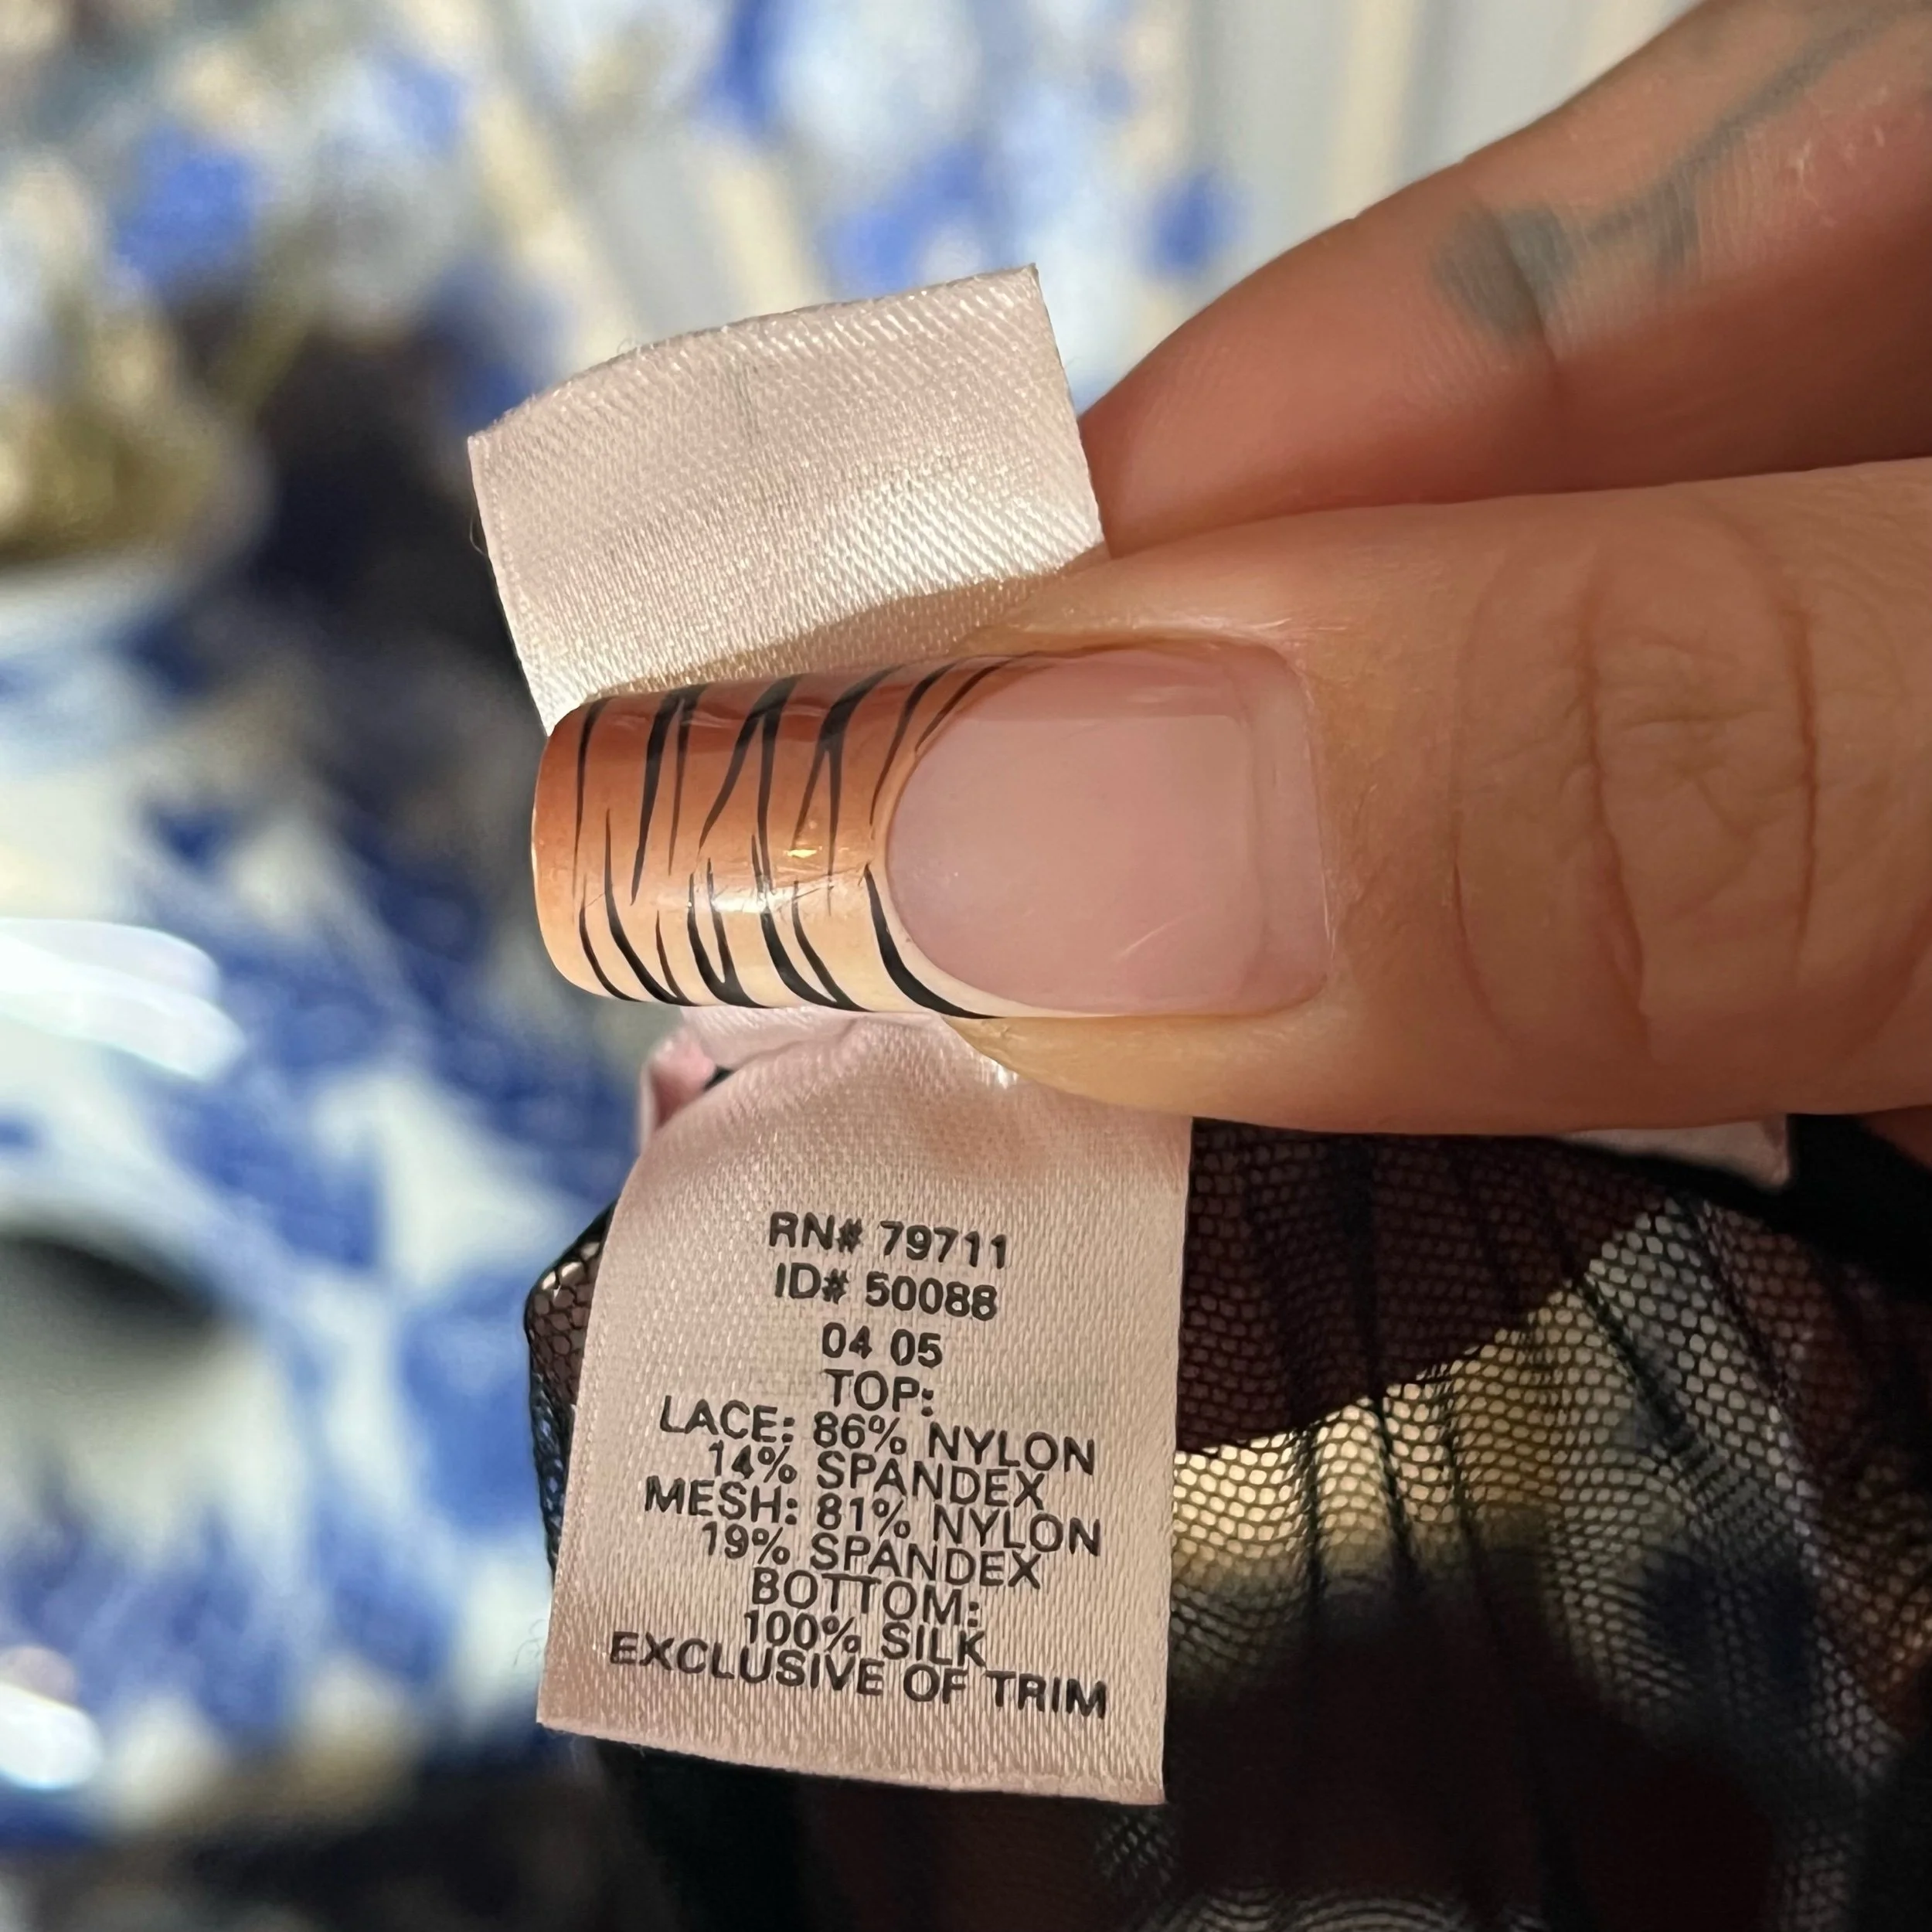 RN# 79711
ID# 50088
04 05
TOP:
LACE: 86% NYLON
14% SPANDEX
MESH: 81% NYLON
19% SPANDEX
BOTTOM:
100% SILK
EXCLUSIVE OF TRIM